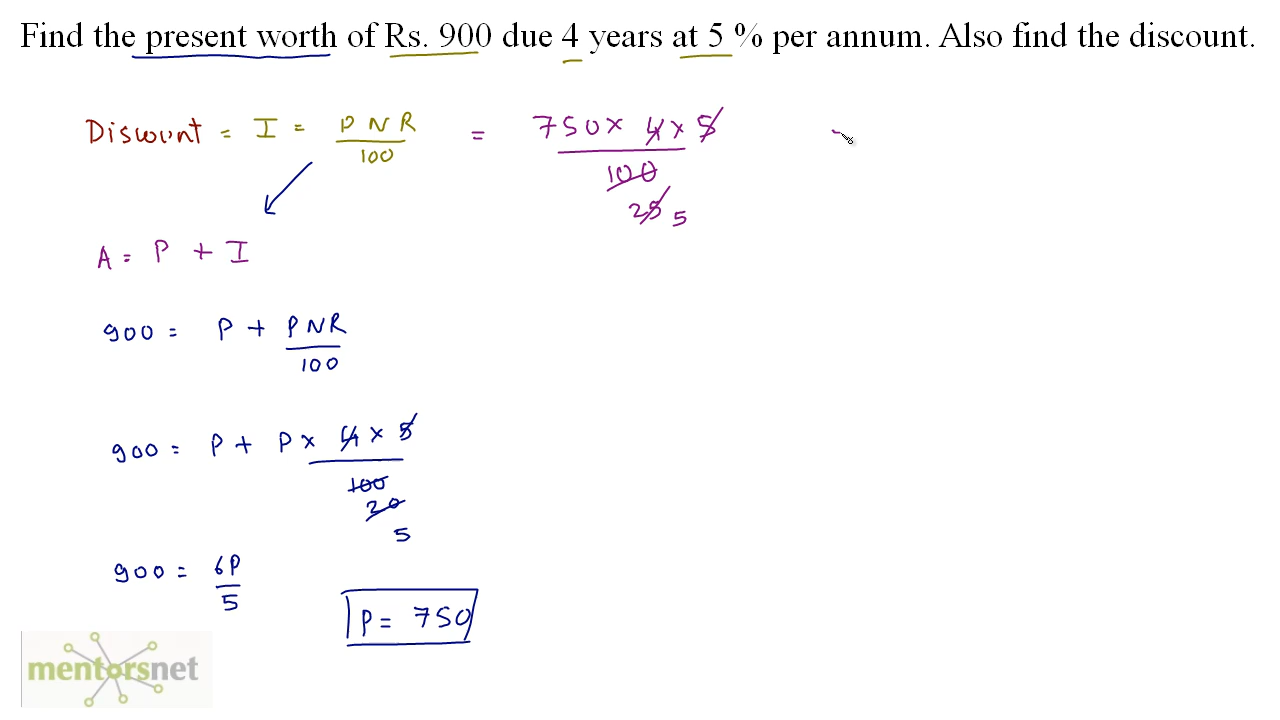 Find the present worth of Rs. 900 due 4 years at 5 % per annum. Also find the discount.
Discount = I = PNR/100 = 750 x 4 x 5/100
25 5
A = P + I
900 = P + PNR/100
900 = P + P x 4 x 5/100
20
5
900 = 6P/5
P = 750
mentorsnet